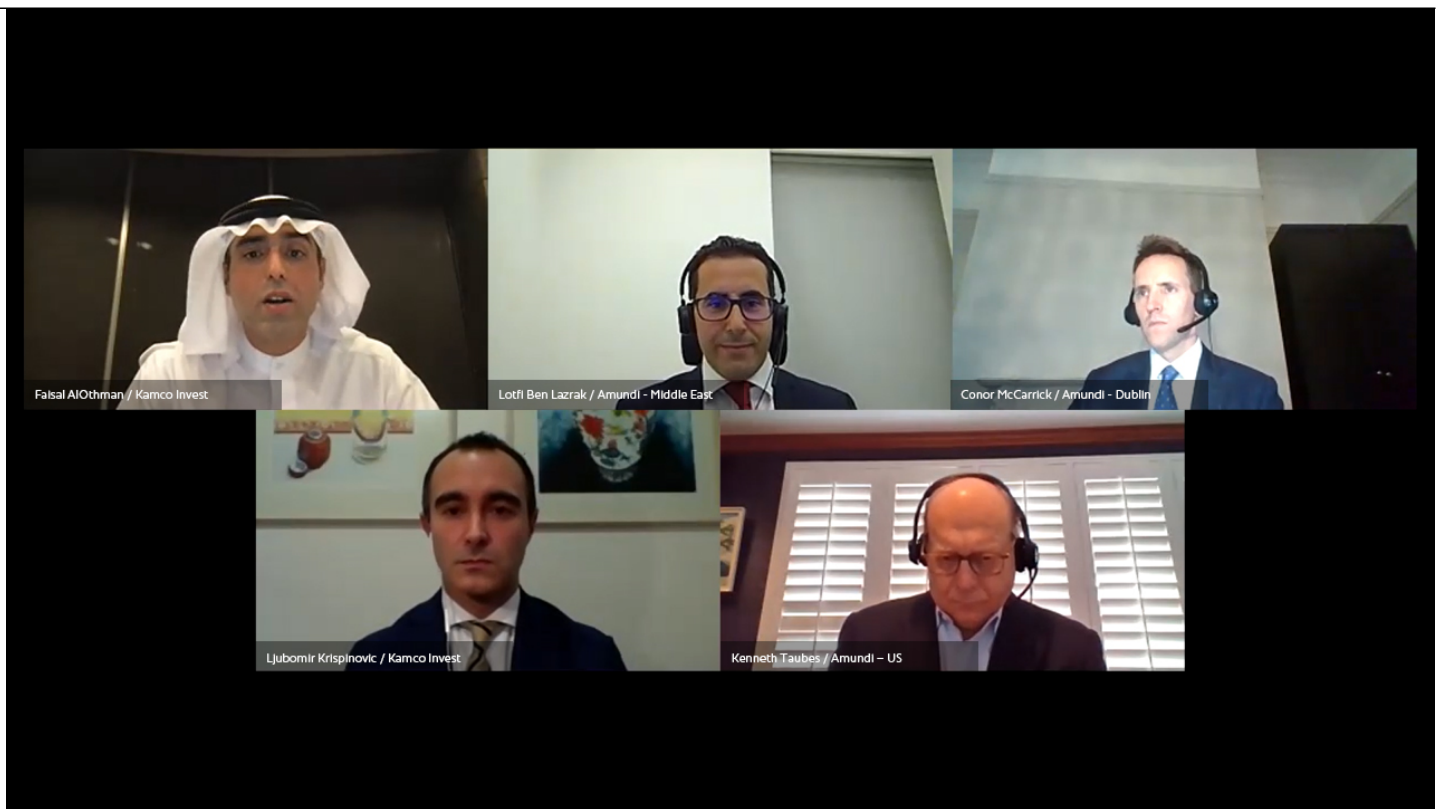 Faisal AlOthman / Kamco Invest
Lotfi Ben Lazrak / Amundi - Middle East
Conor McCarrick / Amundi - Dublin
Ljubomir Krispinovic / Kamco Invest
Kenneth Taubes / Amundi – US